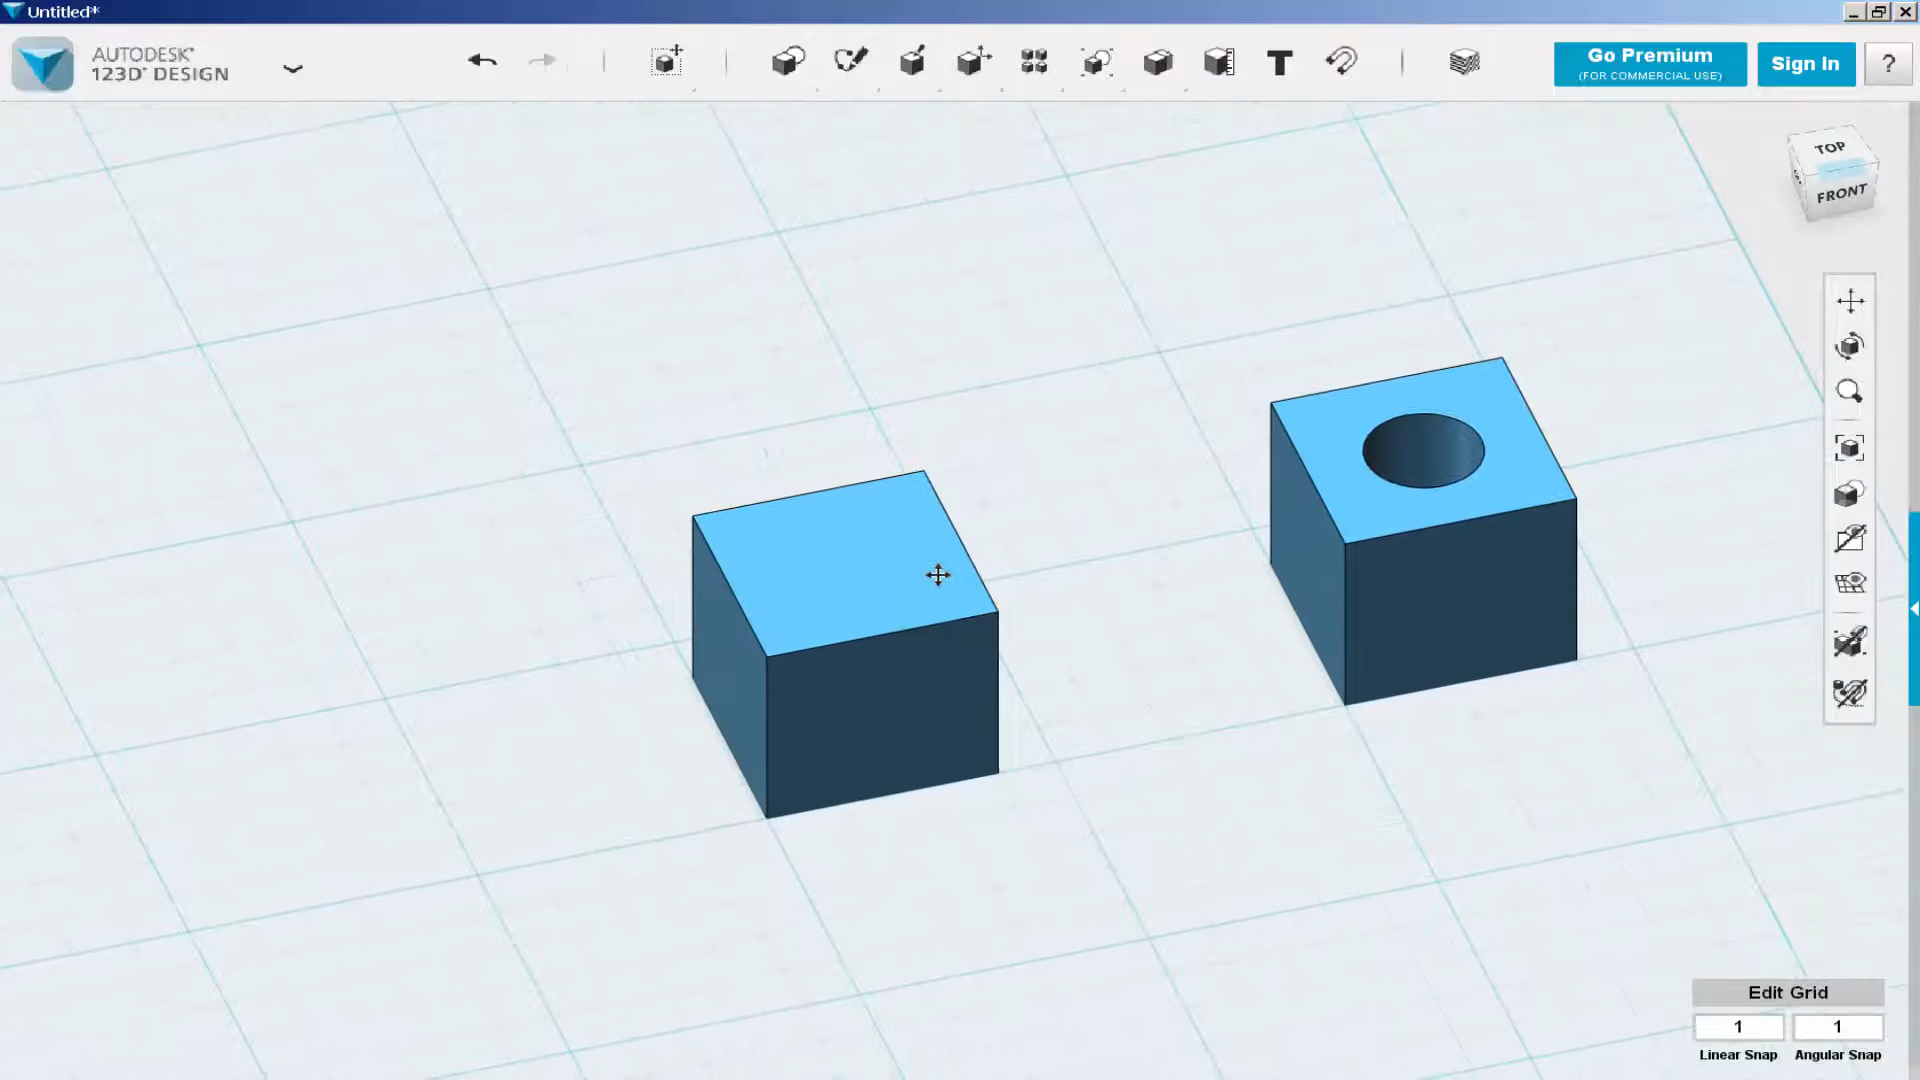 Untitled*
AUTODESK®
123D® DESIGN
T
Go Premium
(FOR COMMERCIAL USE)
Sign In
?
TOP
FRONT
Edit Grid
1
1
Linear Snap
Angular Snap